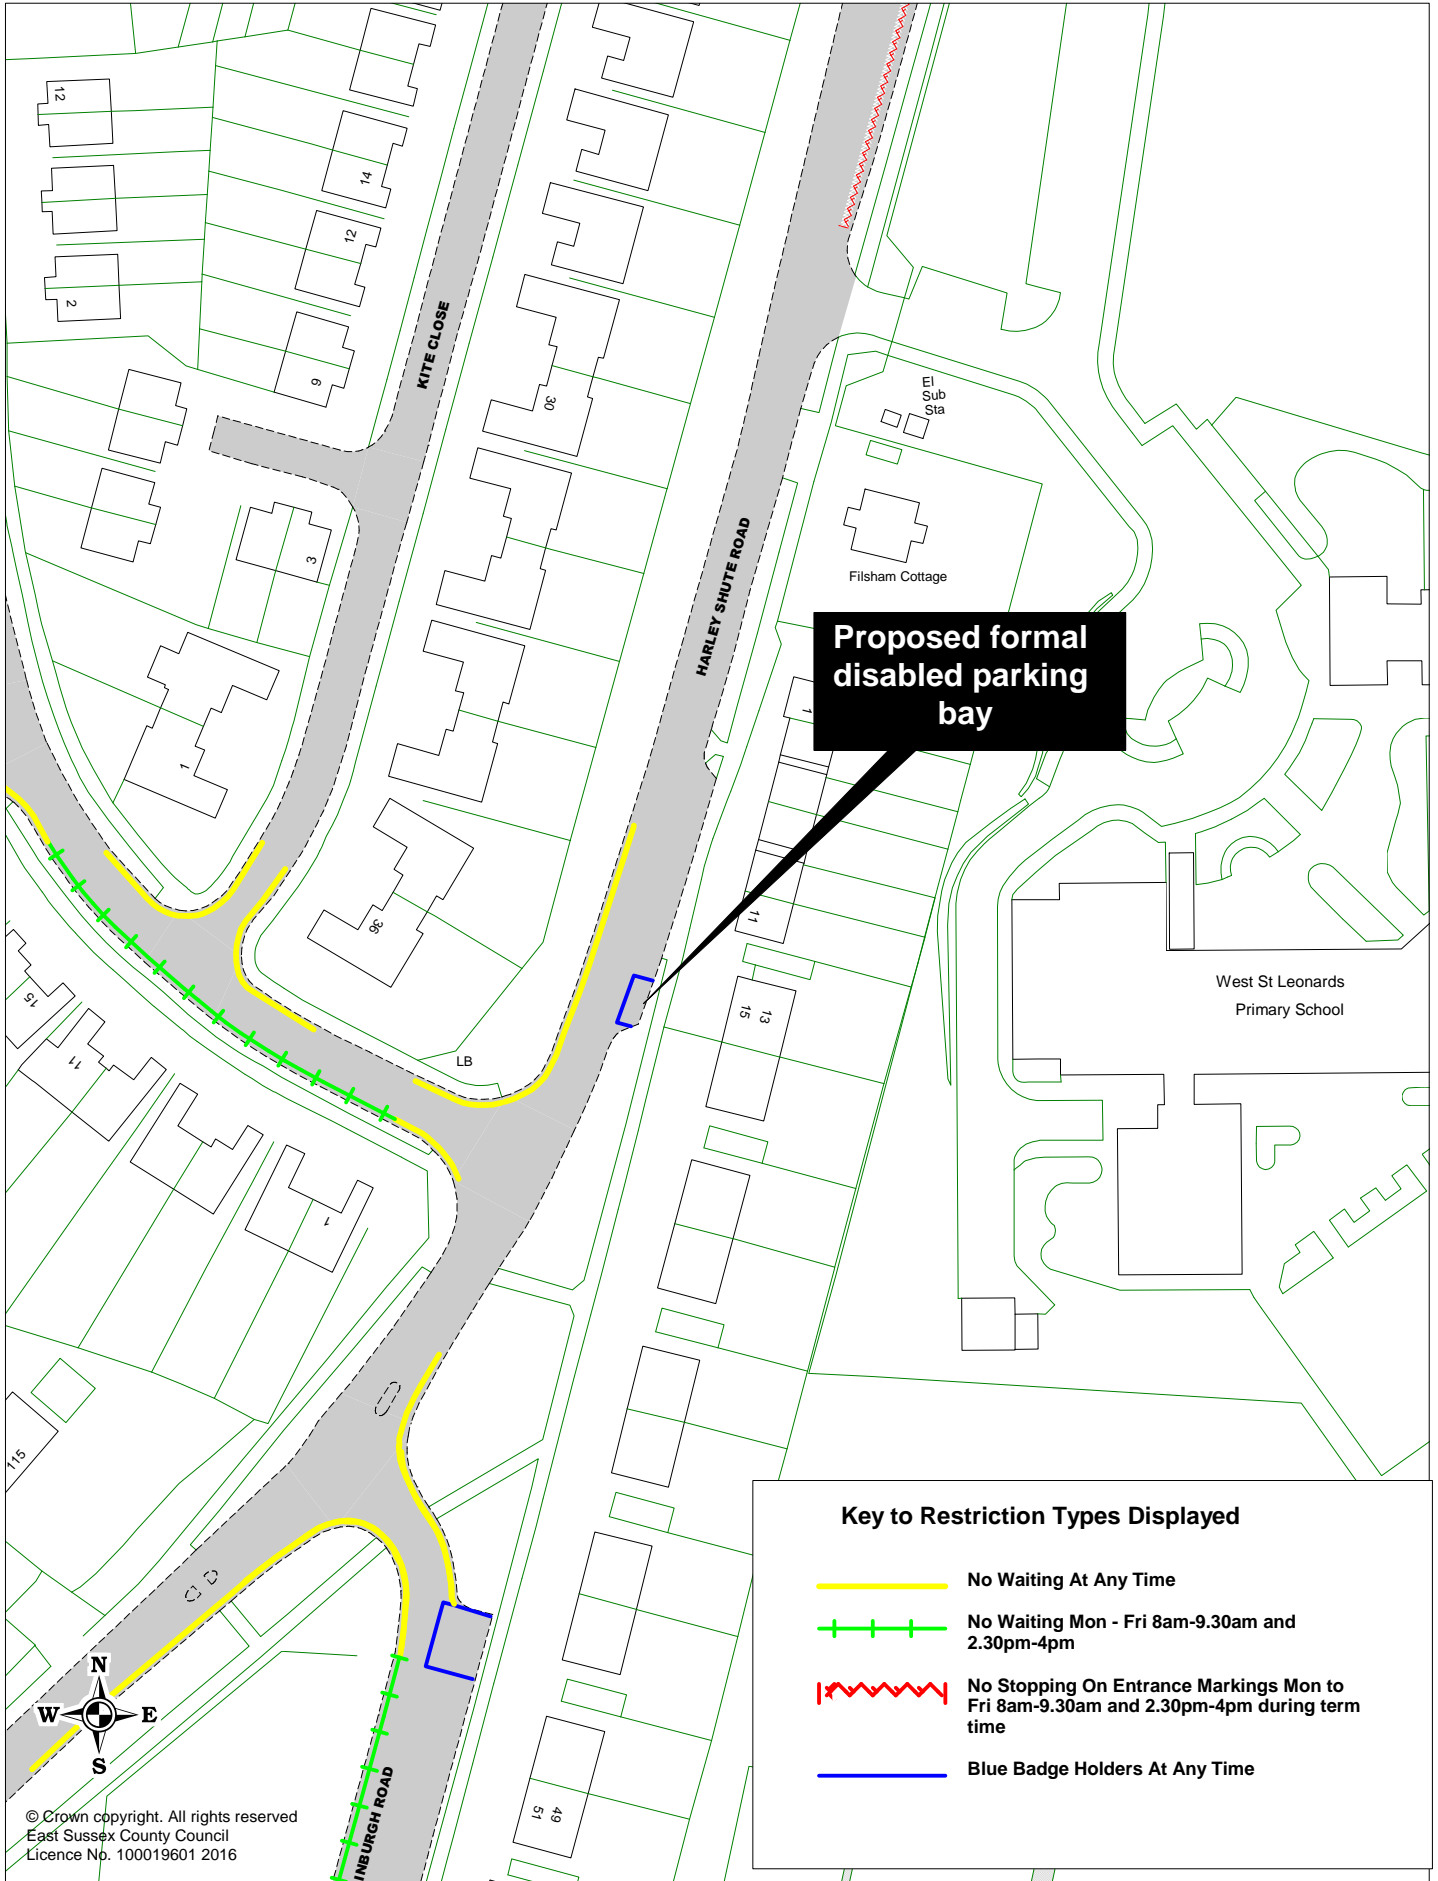 12
14
12
2
9
KITE CLOSE
30
El
Sub
Sta
3
HARLEY SHUTE ROAD
Filsham Cottage
Proposed formal
disabled parking
bay
1
1
11
36
15
11
13
15
West St Leonards
Primary School
LB
1
115
Key to Restriction Types Displayed
No Waiting At Any Time
No Waiting Mon - Fri 8am-9.30am and
2.30pm-4pm
No Stopping On Entrance Markings Mon to
Fri 8am-9.30am and 2.30pm-4pm during term
time
Blue Badge Holders At Any Time
N
W
E
S
49
51
INBURGH ROAD
© Crown copyright. All rights reserved
East Sussex County Council
Licence No. 100019601 2016